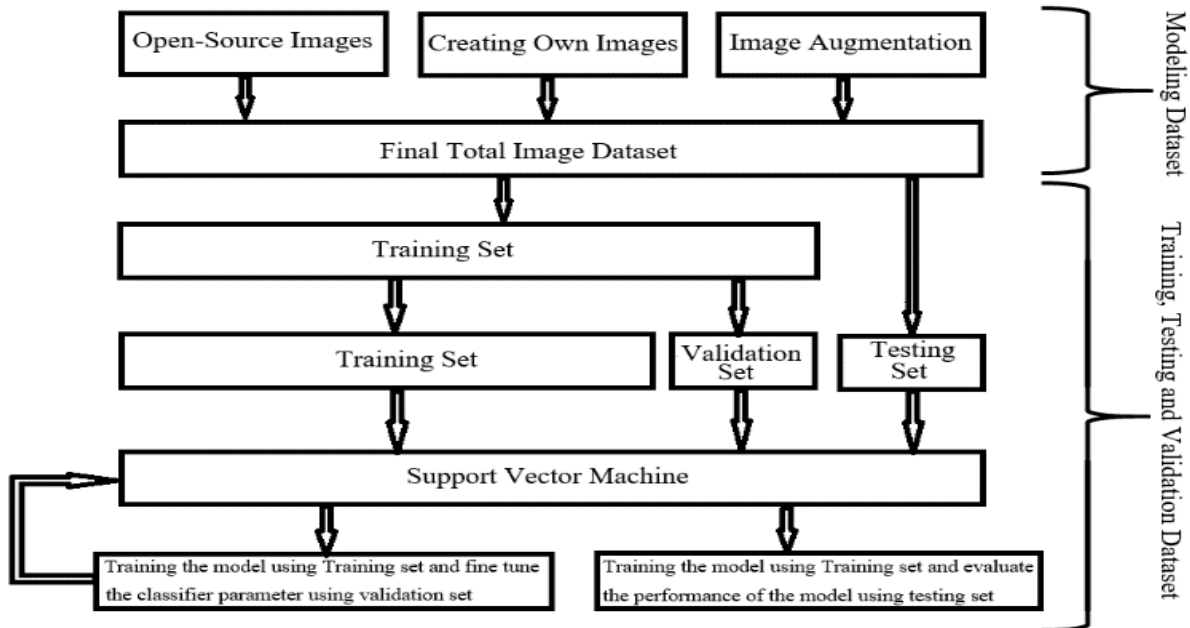 Open-Source Images
Creating Own Images
Image Augmentation
Modeling Dataset
Final Total Image Dataset
Training Set
Training Set
Validation
Set
Testing
Set
Training, Testing and Validation Dataset
Support Vector Machine
Training the model using Training set and fine tune
the classifier parameter using validation set
Training the model using Training set and evaluate
the performance of the model using testing set